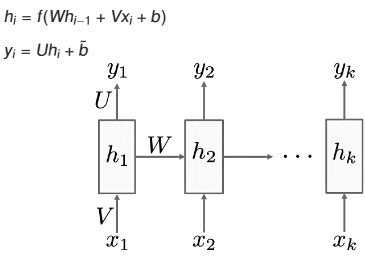 hᵢ = f(Whᵢ₋₁ + Vxᵢ + b)
yᵢ = Uhᵢ + b̃
y₁ y₂ yₖ
U
h₁ W h₂ ⋯ hₖ
V
x₁ x₂ xₖ